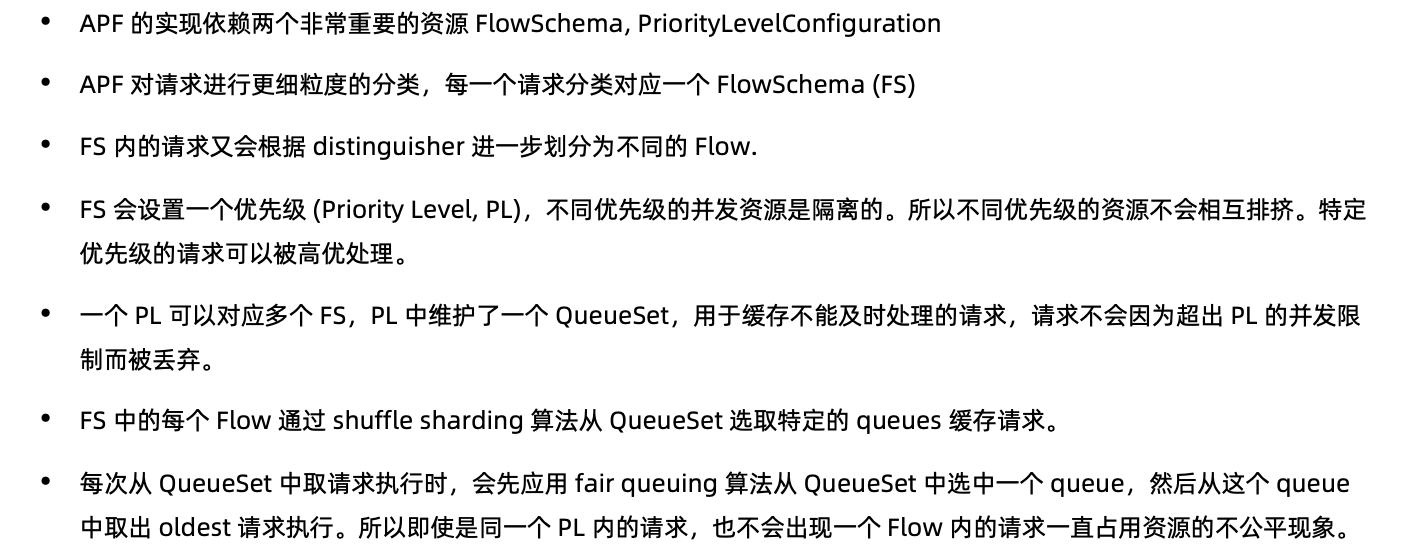 • APF 的实现依赖两个非常重要的资源 FlowSchema, PriorityLevelConfiguration
• APF 对请求进行更细粒度的分类，每一个请求分类对应一个 FlowSchema (FS)
• FS 内的请求又会根据 distinguisher 进一步划分为不同的 Flow.
• FS 会设置一个优先级 (Priority Level, PL)，不同优先级的并发资源是隔离的。所以不同优先级的资源不会相互排挤。特定
优先级的请求可以被高优处理。
• 一个 PL 可以对应多个 FS，PL 中维护了一个 QueueSet，用于缓存不能及时处理的请求，请求不会因为超出 PL 的并发限
制而被丢弃。
• FS 中的每个 Flow 通过 shuffle sharding 算法从 QueueSet 选取特定的 queues 缓存请求。
• 每次从 QueueSet 中取请求执行时，会先应用 fair queuing 算法从 QueueSet 中选中一个 queue，然后从这个 queue
中取出 oldest 请求执行。所以即使是同一个 PL 内的请求，也不会出现一个 Flow 内的请求一直占用资源的不公平现象。